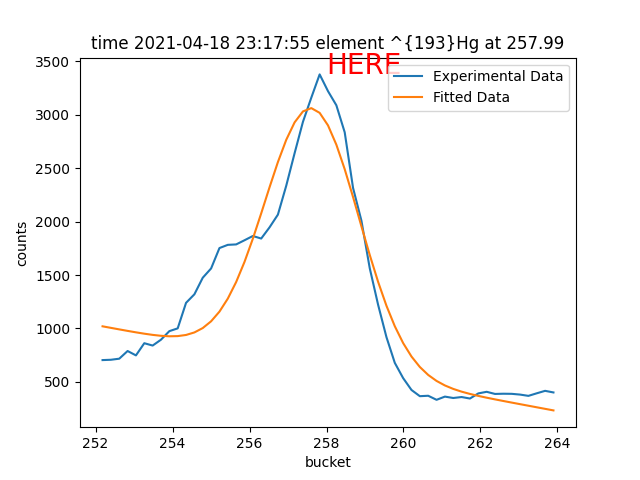 time 2021-04-18 23:17:55 element ^{193}Hg at 257.99
HERE
Experimental Data
Fitted Data
counts
3500
3000
2500
2000
1500
1000
500
252 254 256 258 260 262 264
bucket